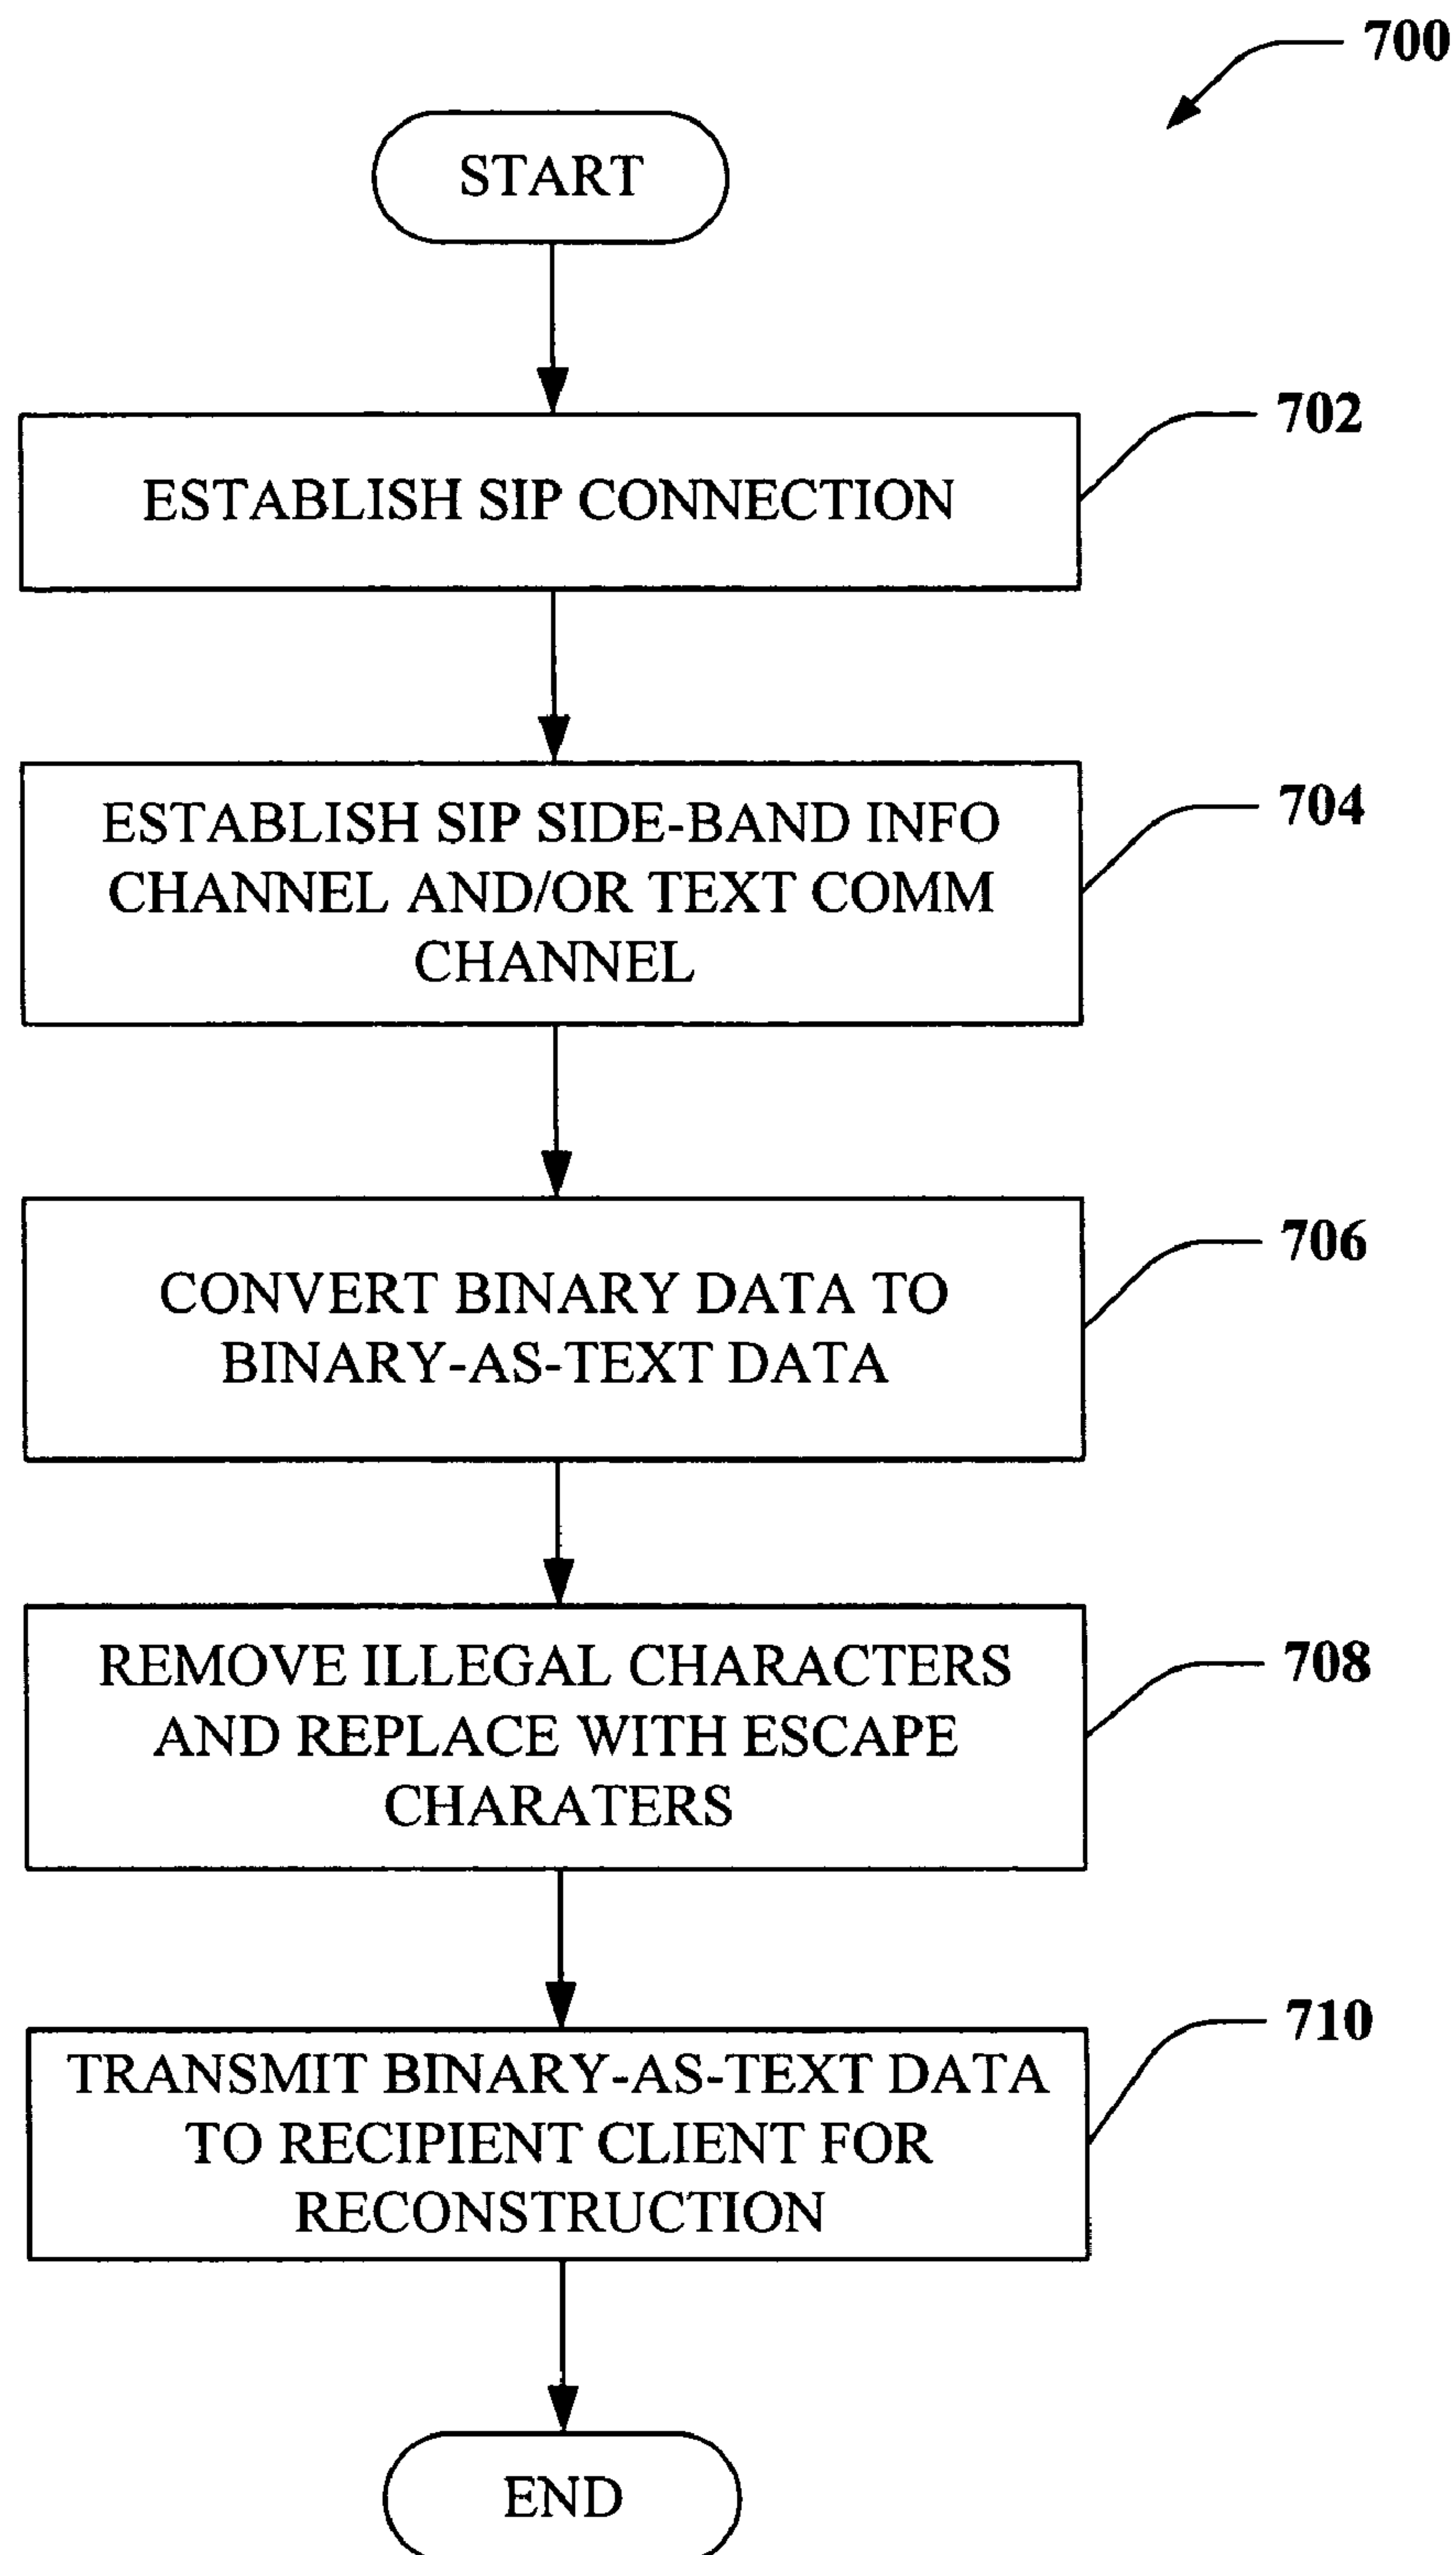 700
START
702
ESTABLISH SIP CONNECTION
704
ESTABLISH SIP SIDE-BAND INFO
CHANNEL AND/OR TEXT COMM
CHANNEL
706
CONVERT BINARY DATA TO
BINARY-AS-TEXT DATA
708
REMOVE ILLEGAL CHARACTERS
AND REPLACE WITH ESCAPE
CHARATERS
710
TRANSMIT BINARY-AS-TEXT DATA
TO RECIPIENT CLIENT FOR
RECONSTRUCTION
END